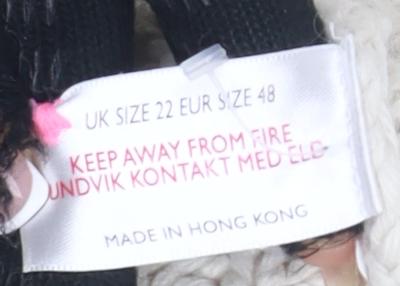 UK SIZE 22 EUR SIZE 48
KEEP AWAY FROM FIRE
UNDVIK KONTAKT MED ELD
MADE IN HONG KONG